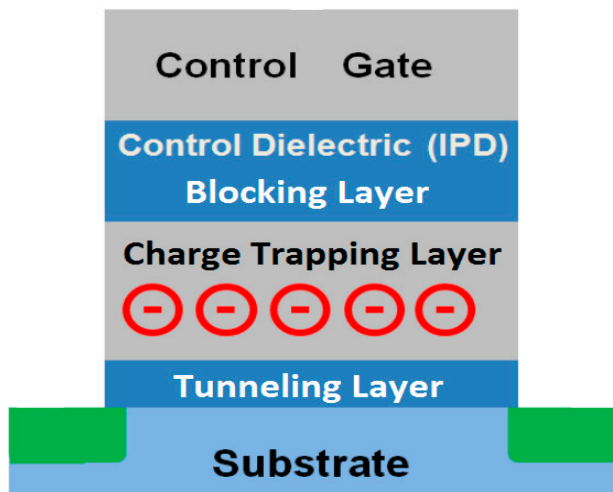 Control Gate
Control Dielectric (IPD)
Blocking Layer
Charge Trapping Layer
- - - - -
Tunneling Layer
Substrate